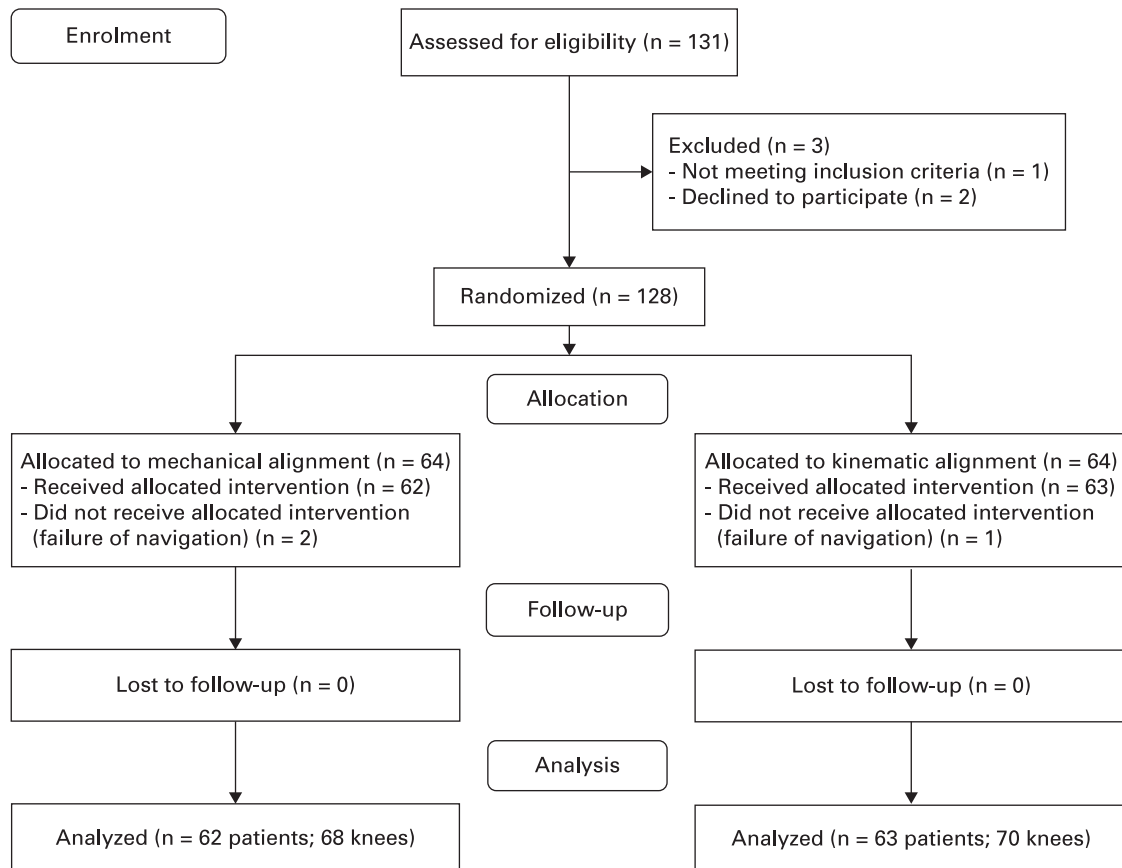 Enrolment
Assessed for eligibility (n = 131)
Excluded (n = 3)
- Not meeting inclusion criteria (n = 1)
- Declined to participate (n = 2)
Randomized (n = 128)
Allocation
Allocated to mechanical alignment (n = 64)
- Received allocated intervention (n = 62)
- Did not receive allocated intervention
(failure of navigation) (n = 2)
Allocated to kinematic alignment (n = 64)
- Received allocated intervention (n = 63)
- Did not receive allocated intervention
(failure of navigation) (n = 1)
Follow-up
Lost to follow-up (n = 0)
Lost to follow-up (n = 0)
Analysis
Analyzed (n = 62 patients; 68 knees)
Analyzed (n = 63 patients; 70 knees)